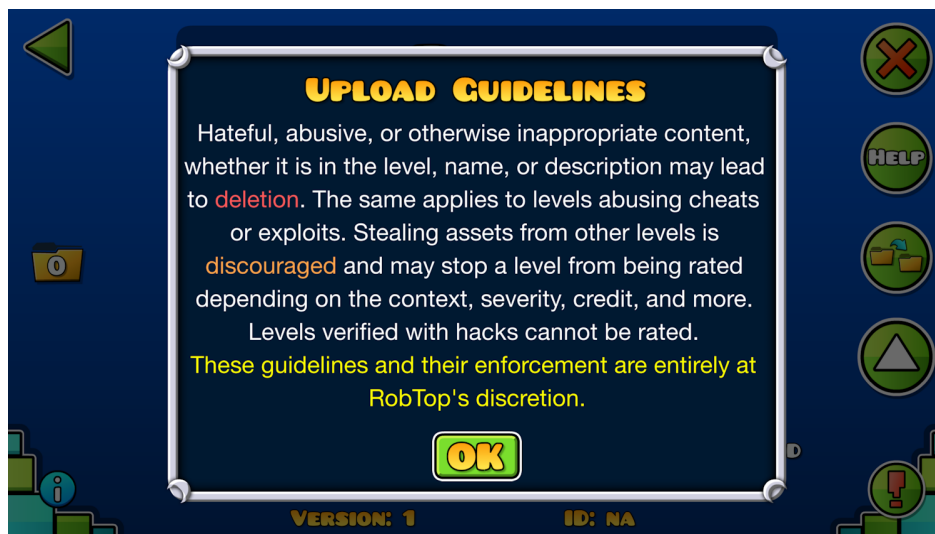 UPLOAD GUIDELINES
Hateful, abusive, or otherwise inappropriate content,
whether it is in the level, name, or description may lead
to deletion. The same applies to levels abusing cheats
or exploits. Stealing assets from other levels is
discouraged and may stop a level from being rated
depending on the context, severity, credit, and more.
Levels verified with hacks cannot be rated.
These guidelines and their enforcement are entirely at
RobTop's discretion.
OK
HELP
0
VERSION: 1
ID: NA